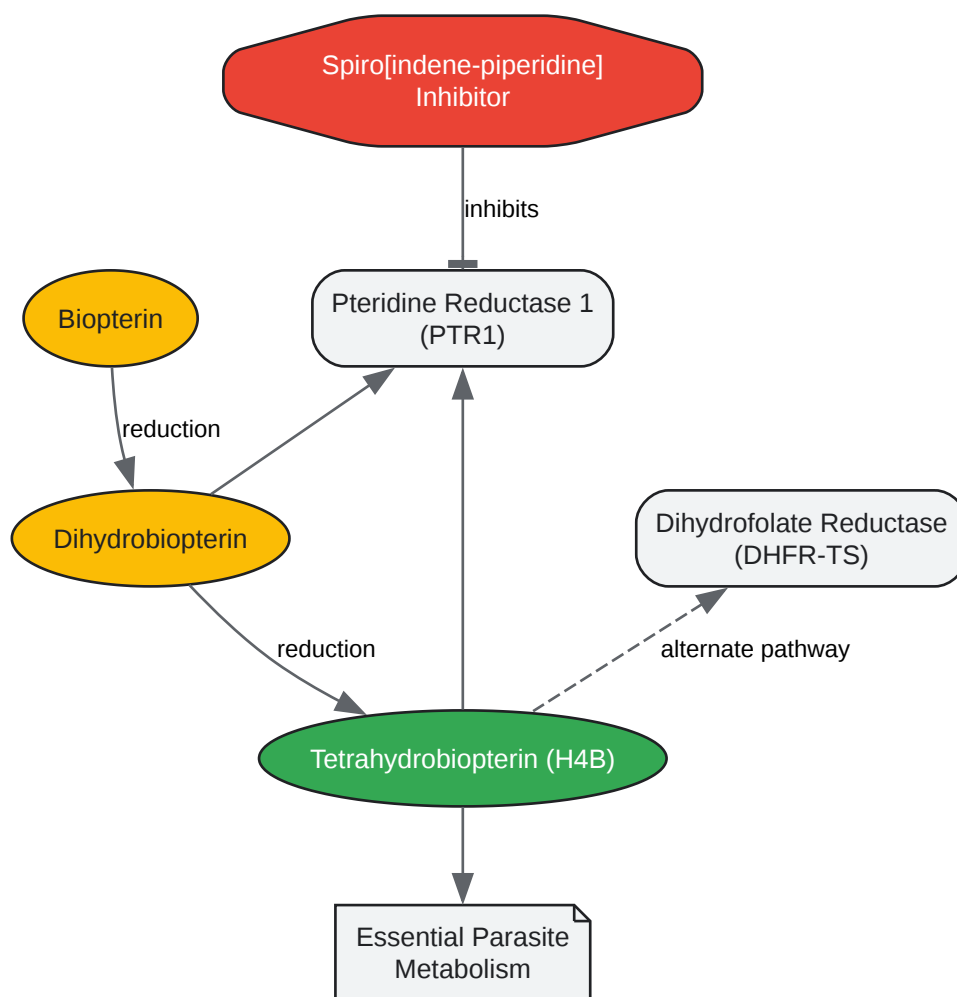 Spiro[indene-piperidine]
Inhibitor
inhibits
Pteridine Reductase 1
(PTR1)
Biopterin
reduction
Dihydrobiopterin
Dihydrofolate Reductase
(DHFR-TS)
reduction
alternate pathway
Tetrahydrobiopterin (H4B)
Essential Parasite
Metabolism